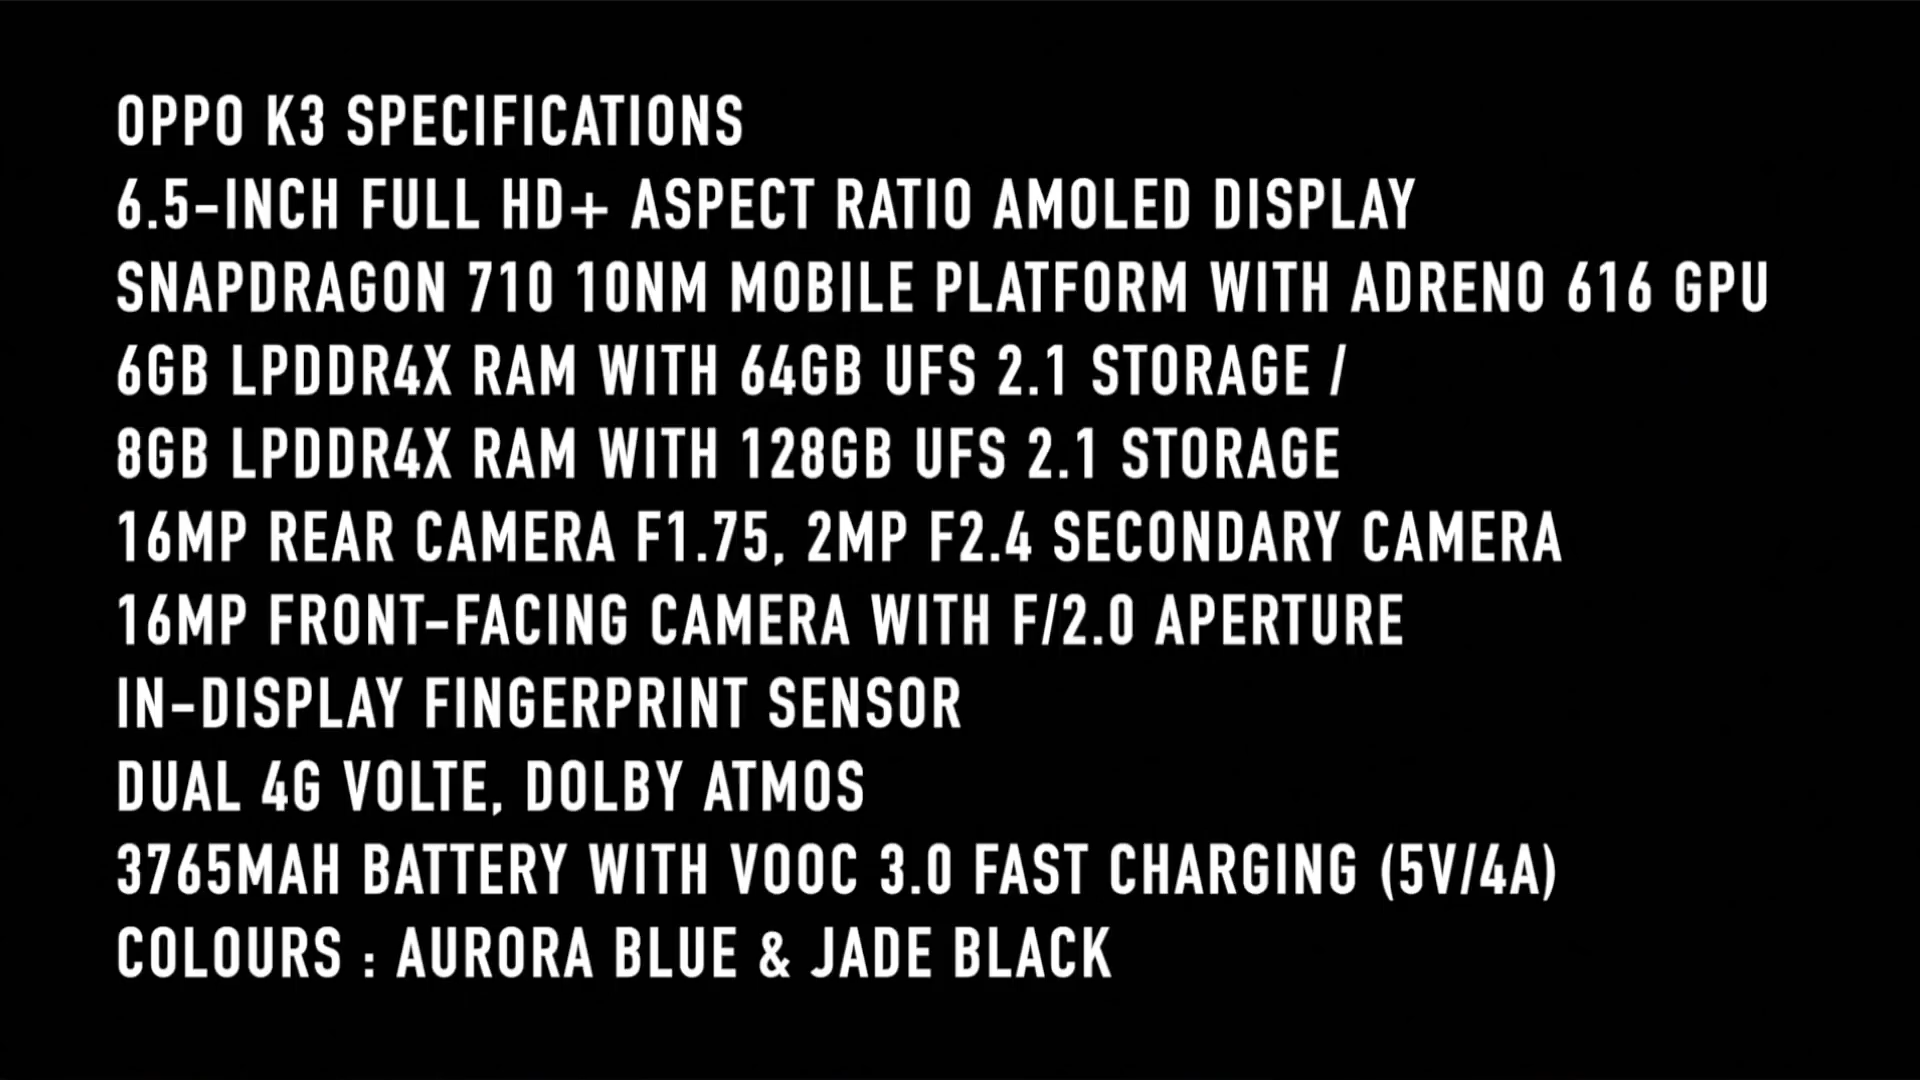 OPPO K3 SPECIFICATIONS
6.5-INCH FULL HD+ ASPECT RATIO AMOLED DISPLAY
SNAPDRAGON 710 10NM MOBILE PLATFORM WITH ADRENO 616 GPU
6GB LPDDR4X RAM WITH 64GB UFS 2.1 STORAGE /
8GB LPDDR4X RAM WITH 128GB UFS 2.1 STORAGE
16MP REAR CAMERA F1.75, 2MP F2.4 SECONDARY CAMERA
16MP FRONT-FACING CAMERA WITH F/2.0 APERTURE
IN-DISPLAY FINGERPRINT SENSOR
DUAL 4G VOLTE, DOLBY ATMOS
3765MAH BATTERY WITH VOOC 3.0 FAST CHARGING (5V/4A)
COLOURS : AURORA BLUE & JADE BLACK